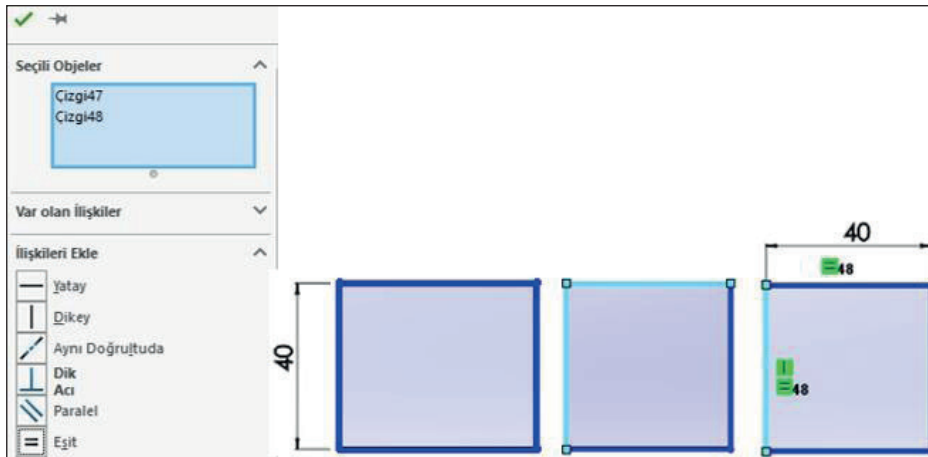 Seçili Objeler
Çizgi47
Çizgi48
Var olan İlişkiler
İlişkileri Ekle
Yatay
Dikey
Aynı Doğrultuda
Dik
Acı
Paralel
Eşit
40
40
48
48